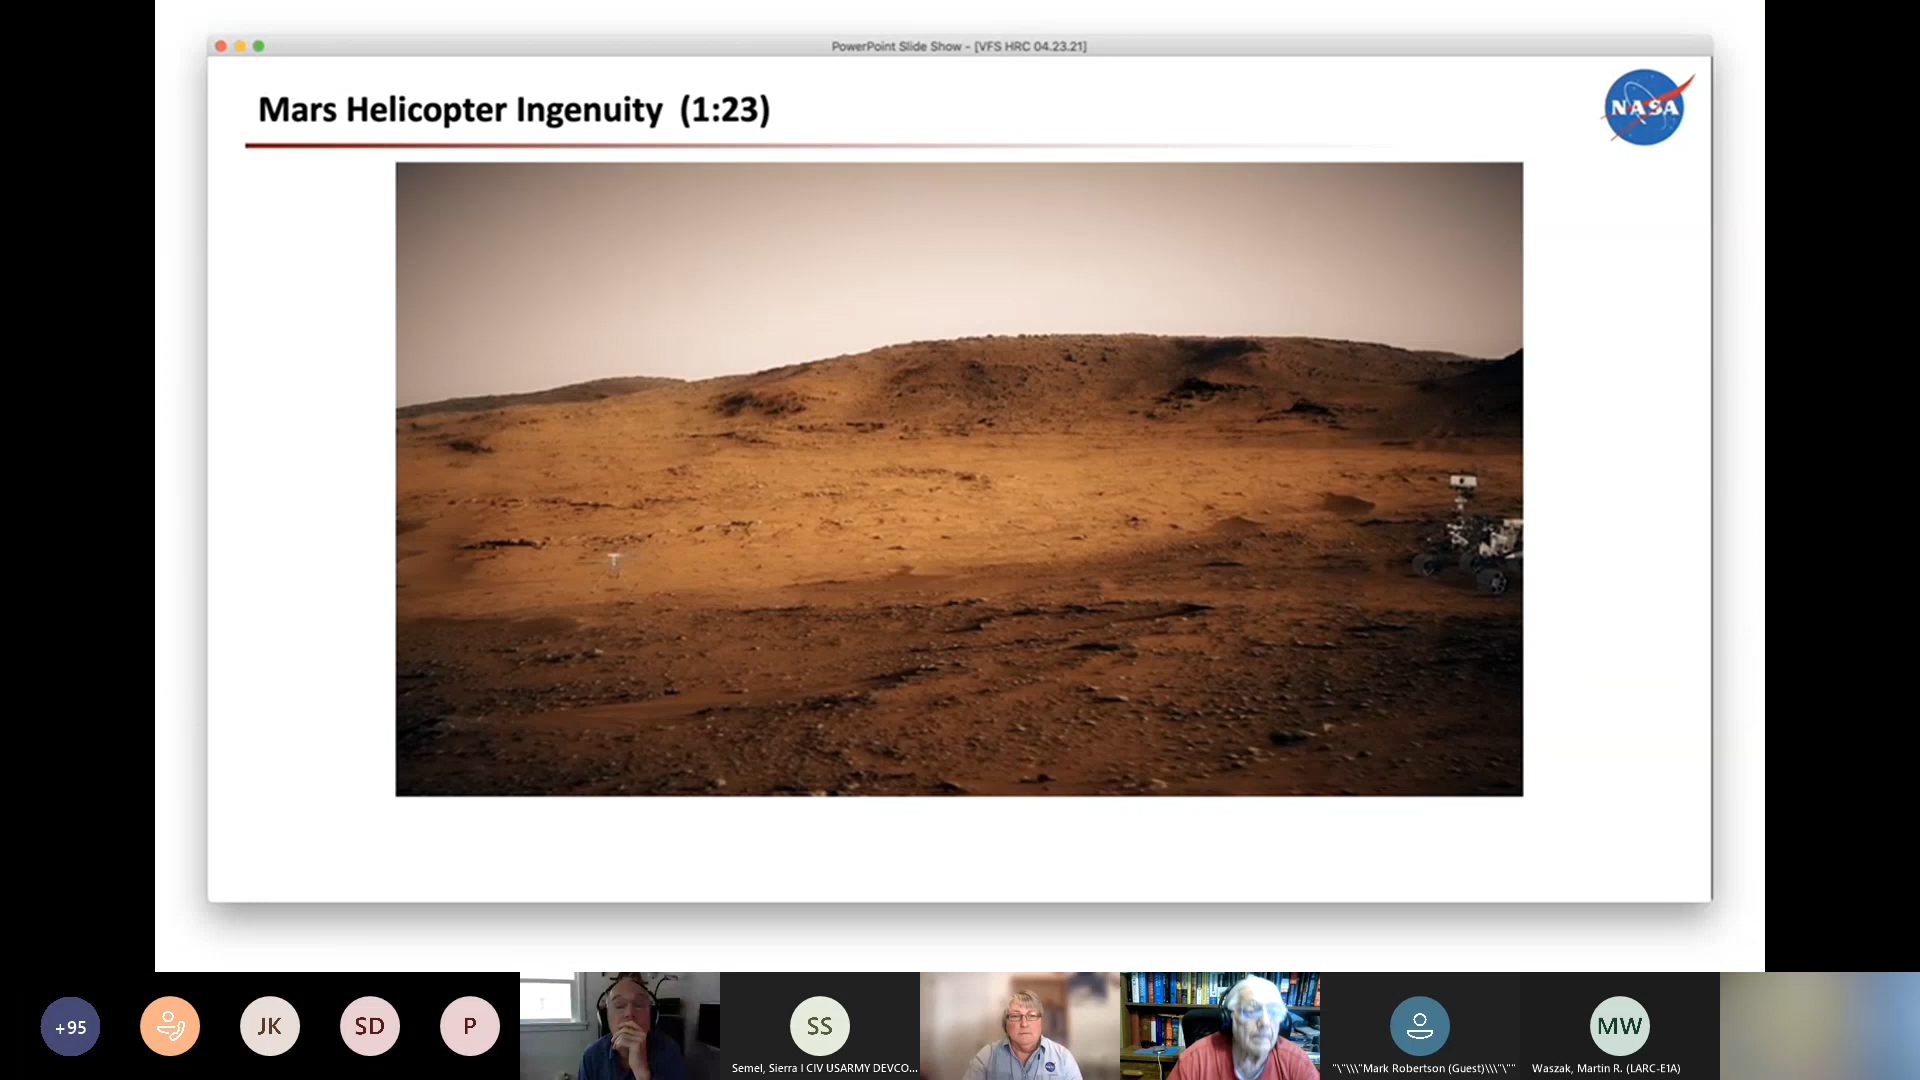 PowerPoint Slide Show - [VFS HRC 04.23.21]
Mars Helicopter Ingenuity (1:23)
NASA
+95
JK
SD
P
SS
MW
Semel, Sierra I CIV USARMY DEVCO...
"\"\\\"Mark Robertson (Guest)\\\"\""
Waszak, Martin R. (LARC-E1A)